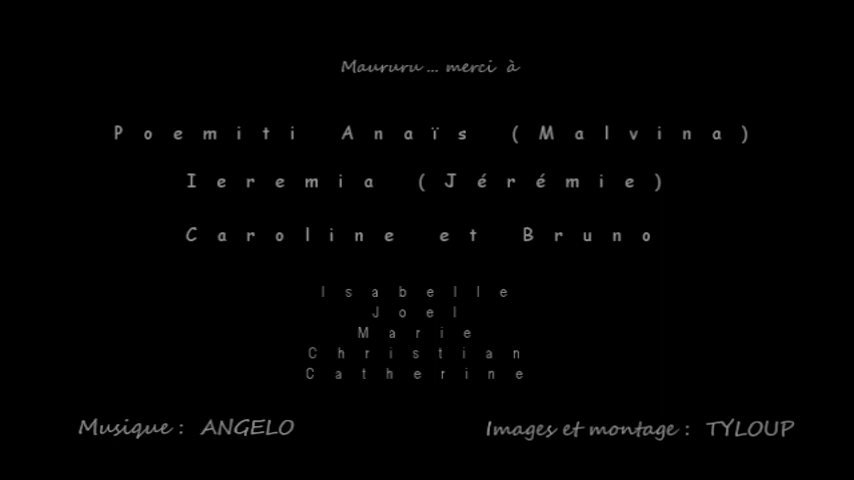 Maururu... merci à
Poemiti Anaïs (Malvina)
Ieremia (Jérémie)
Caroline et Bruno
Isabelle
Joel
Marie
Christian
Catherine
Musique : ANGELO
Images et montage : TYLOUP